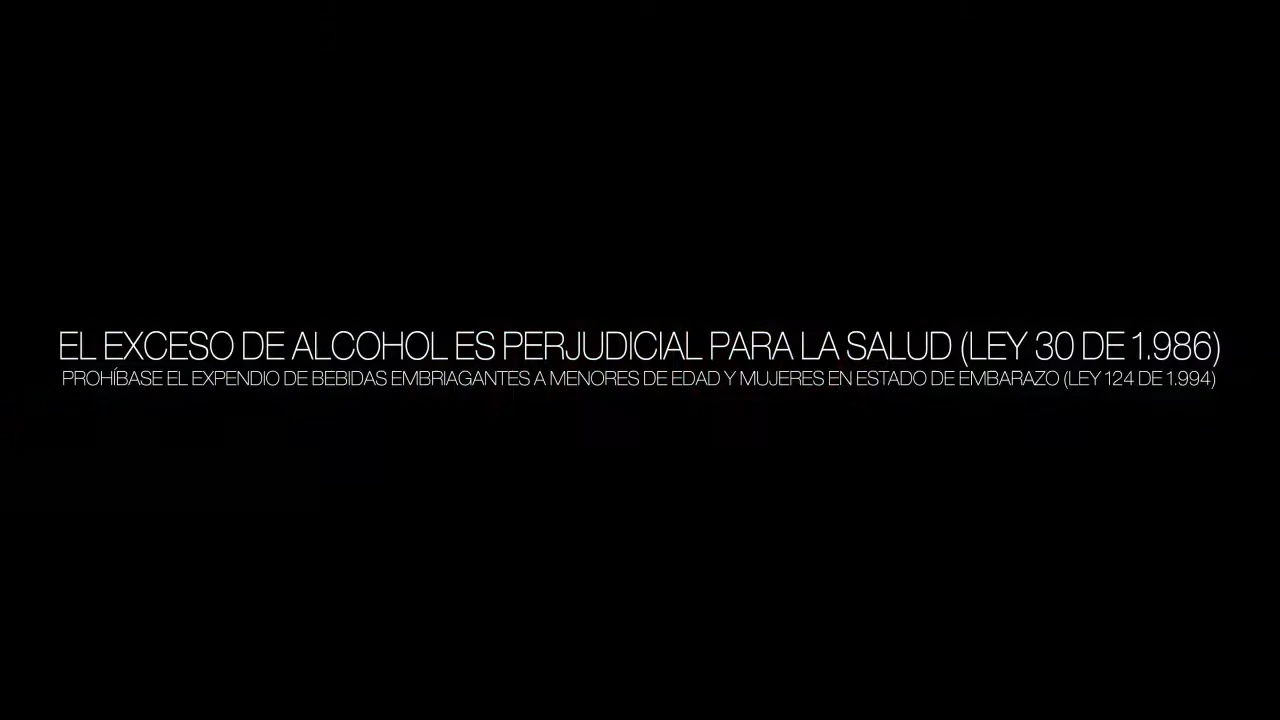 EL EXCESO DE ALCOHOL ES PERJUDICIAL PARA LA SALUD (LEY 30 DE 1.986)
PROHÍBASE EL EXPENDIO DE BEBIDAS EMBRIAGANTES A MENORES DE EDAD Y MUJERES EN ESTADO DE EMBARAZO (LEY 124 DE 1.994)